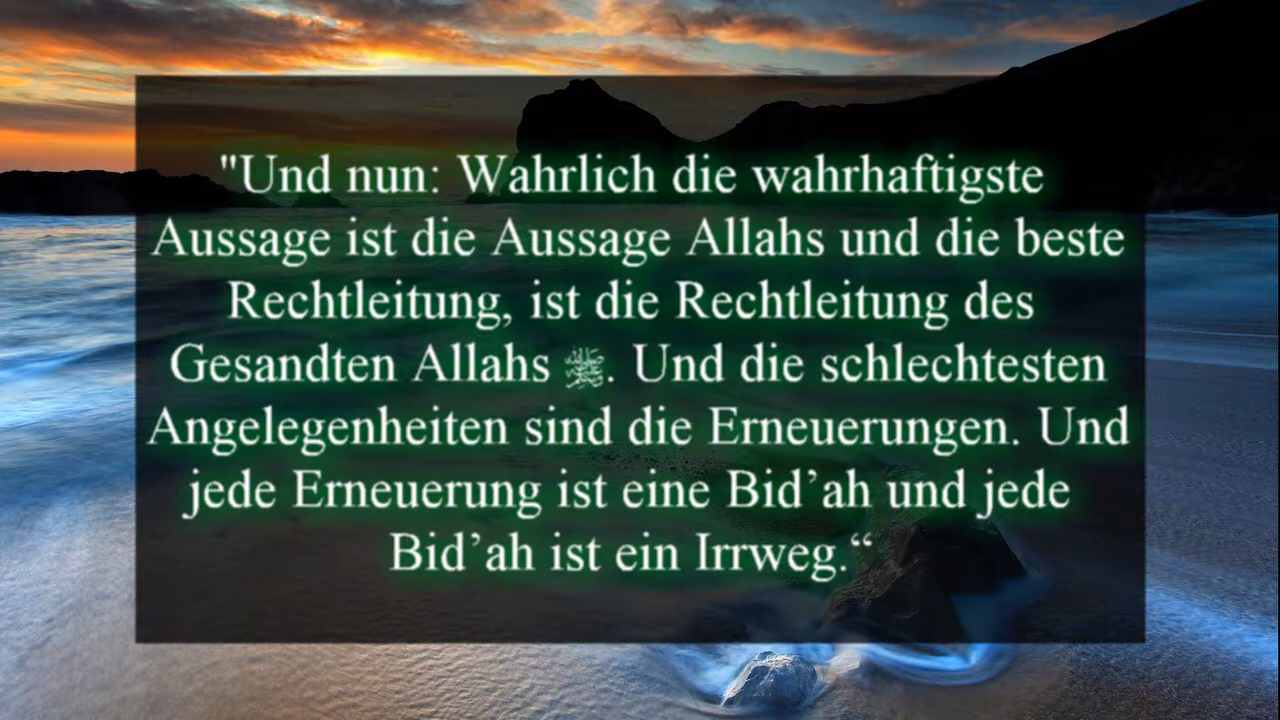 "Und nun: Wahrlich die wahrhaftigste
Aussage ist die Aussage Allahs und die beste
Rechtleitung, ist die Rechtleitung des
Gesandten Allahs ﷺ. Und die schlechtesten
Angelegenheiten sind die Erneuerungen. Und
jede Erneuerung ist eine Bid’ah und jede
Bid’ah ist ein Irrweg.“